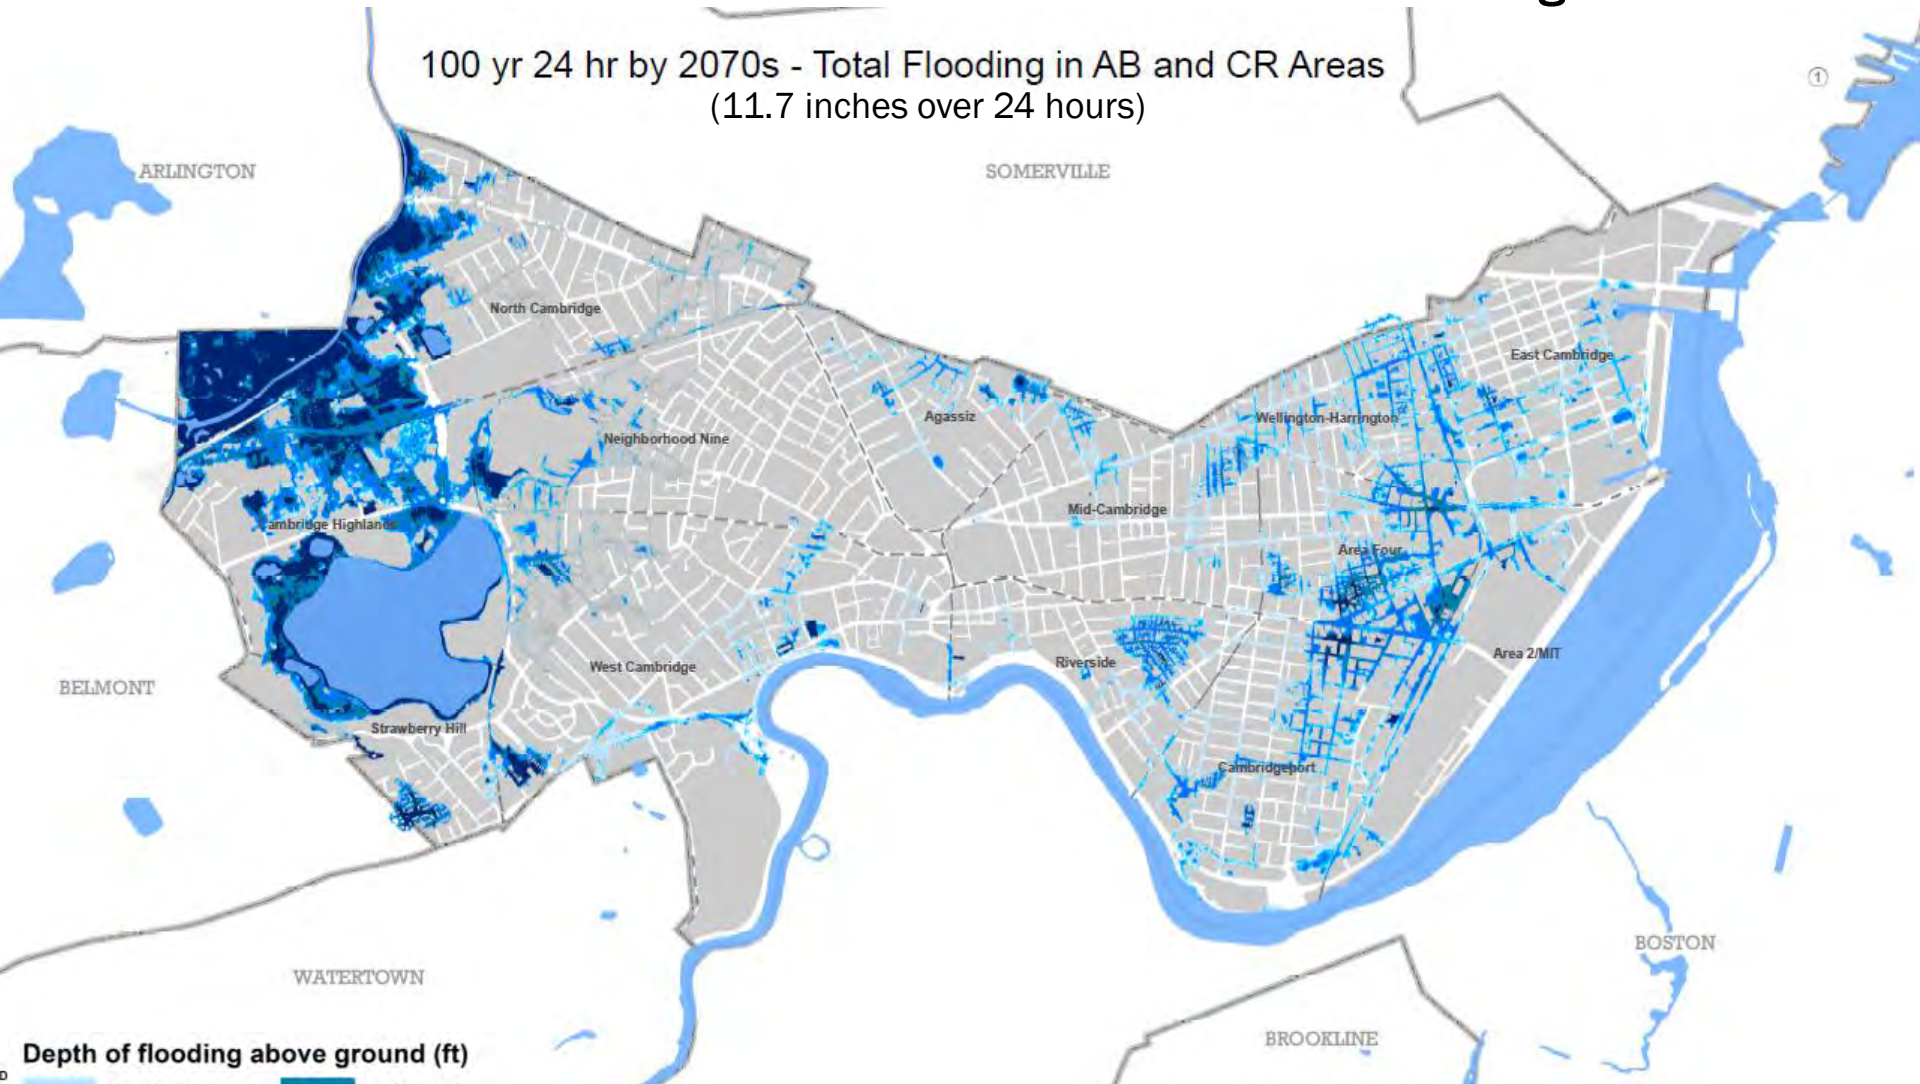 100 yr 24 hr by 2070s - Total Flooding in AB and CR Areas
(11.7 inches over 24 hours)
1
ARLINGTON
SOMERVILLE
North Cambridge
East Cambridge
Agassiz
Wellington-Harrington
Neighborhood Nine
Mid-Cambridge
Cambridge Highlands
Area Four
Area 2/MIT
West Cambridge
Riverside
BELMONT
Strawberry Hill
Cambridgeport
BOSTON
WATERTOWN
BROOKLINE
Depth of flooding above ground (ft)